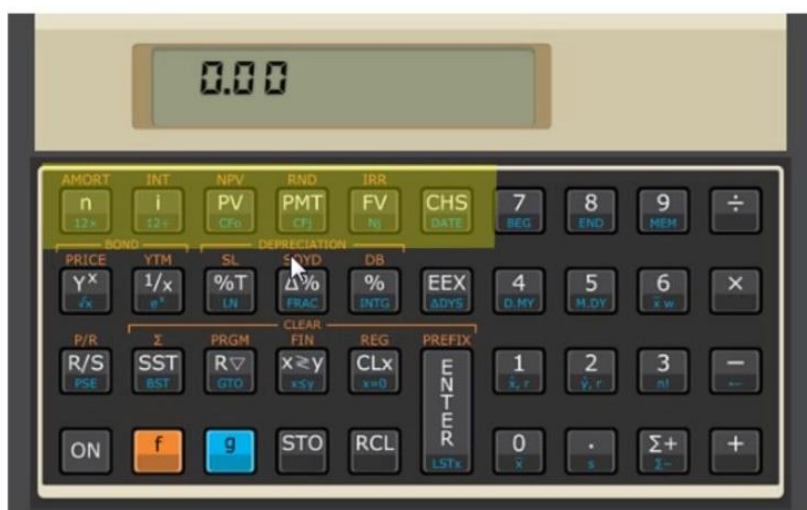 0.00
AMORT INT NPV RND IRR
n i PV PMT FV CHS 7 8 9 ÷
12× 12÷ CFo CFj Nj DATE BEG END MEM
BOND DEPRECIATION
PRICE YTM SL SOYD DB
Yˣ 1/x %T Δ% % EEX 4 5 6 ×
√x eˣ LN FRAC INTG ΔDYS D.MY M.DY x̄ w
CLEAR
P/R Σ PRGM FIN REG PREFIX
R/S SST R▽ x≷y CLx ENTER 1 2 3 −
PSE BST GTO x≤y x=0 x̂, r ŷ, r n! ←
ON f g STO RCL 0 . Σ+ +
LSTx x̄ s Σ−